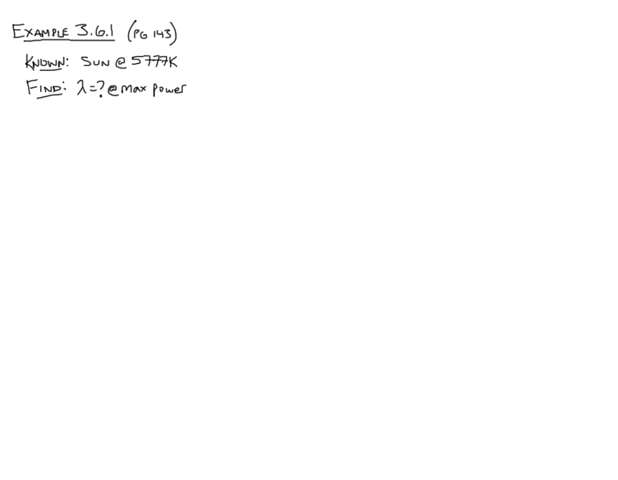 EXAMPLE 3.6.1 (PG 143)
KNOWN: SUN @ 5777K
FIND: λ=? @ max power